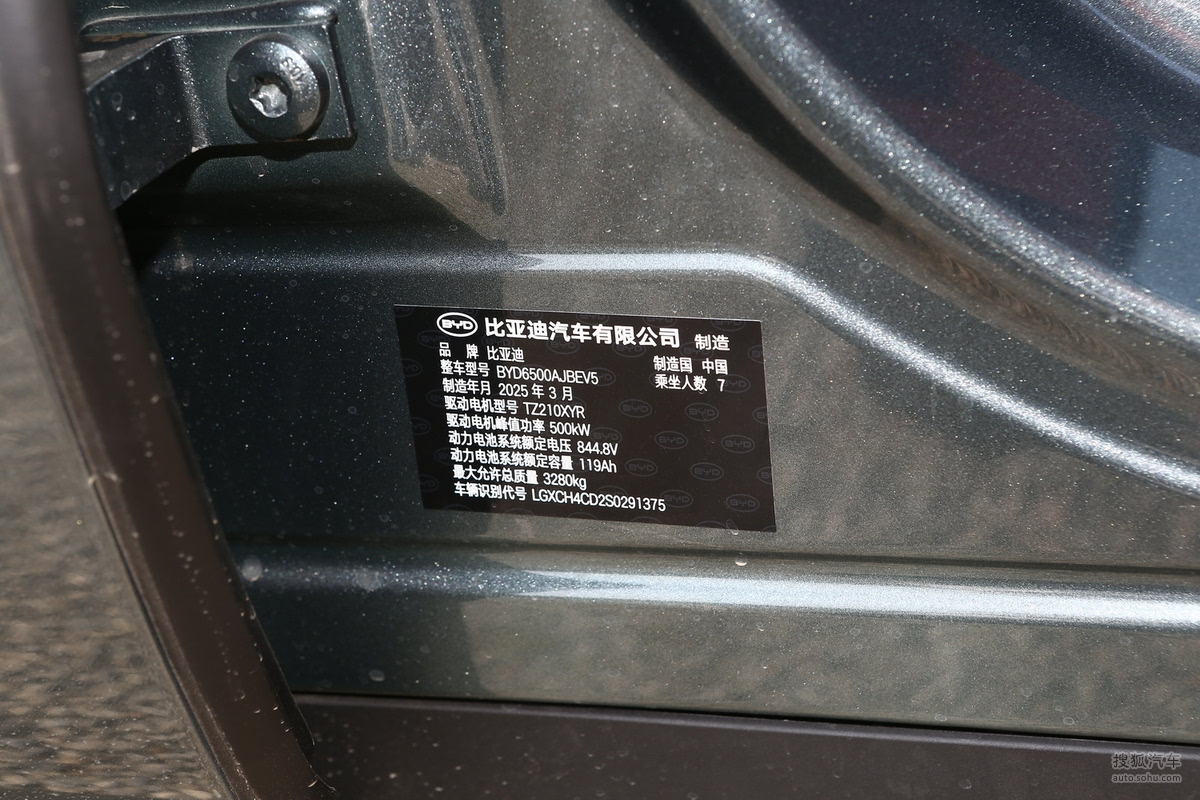 BYD 比亚迪汽车有限公司 制造
品 牌 比亚迪
制造国 中国
整车型号 BYD6500AJBEV5
乘坐人数 7
制造年月 2025 年 3 月
驱动电机型号 TZ210XYR
驱动电机峰值功率 500kW
动力电池系统额定电压 844.8V
动力电池系统额定容量 119Ah
最大允许总质量 3280kg
车辆识别代号 LGXCH4CD2S0291375
搜狐汽车
auto.sohu.com